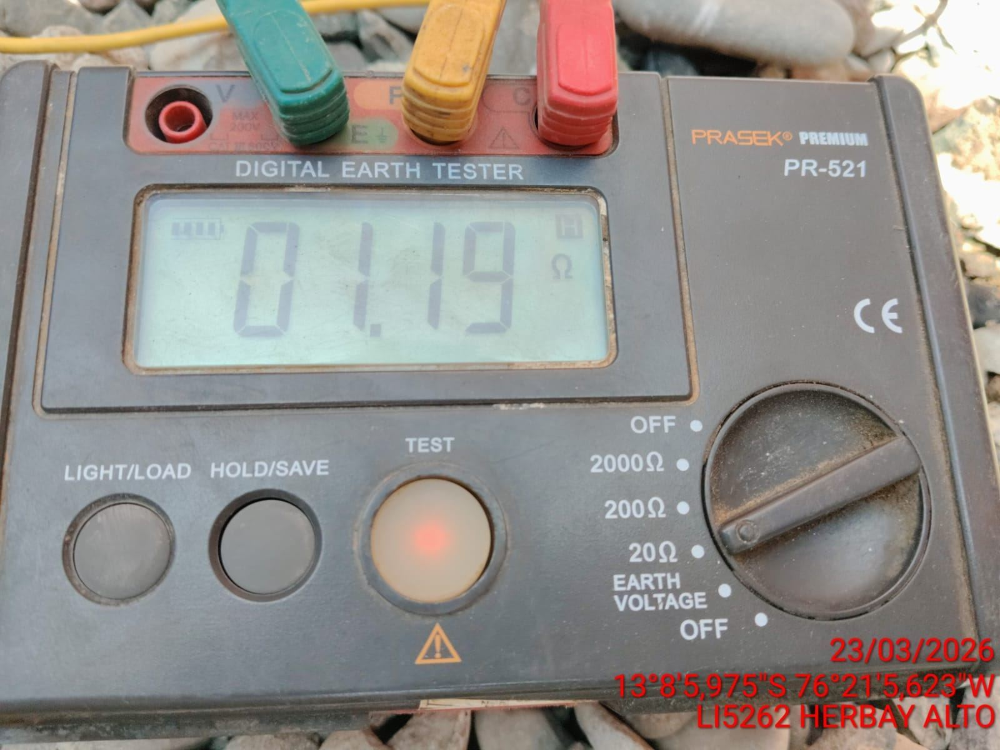 V
P
C
MAX
200V
E
PRASEK® PREMIUM
PR-521
DIGITAL EARTH TESTER
H
01.19 Ω
CE
OFF
2000Ω
200Ω
20Ω
EARTH
VOLTAGE
OFF
LIGHT/LOAD
HOLD/SAVE
TEST
23/03/2026
13°8'5,975"S 76°21'5,623"W
LI5262 HERBAY ALTO